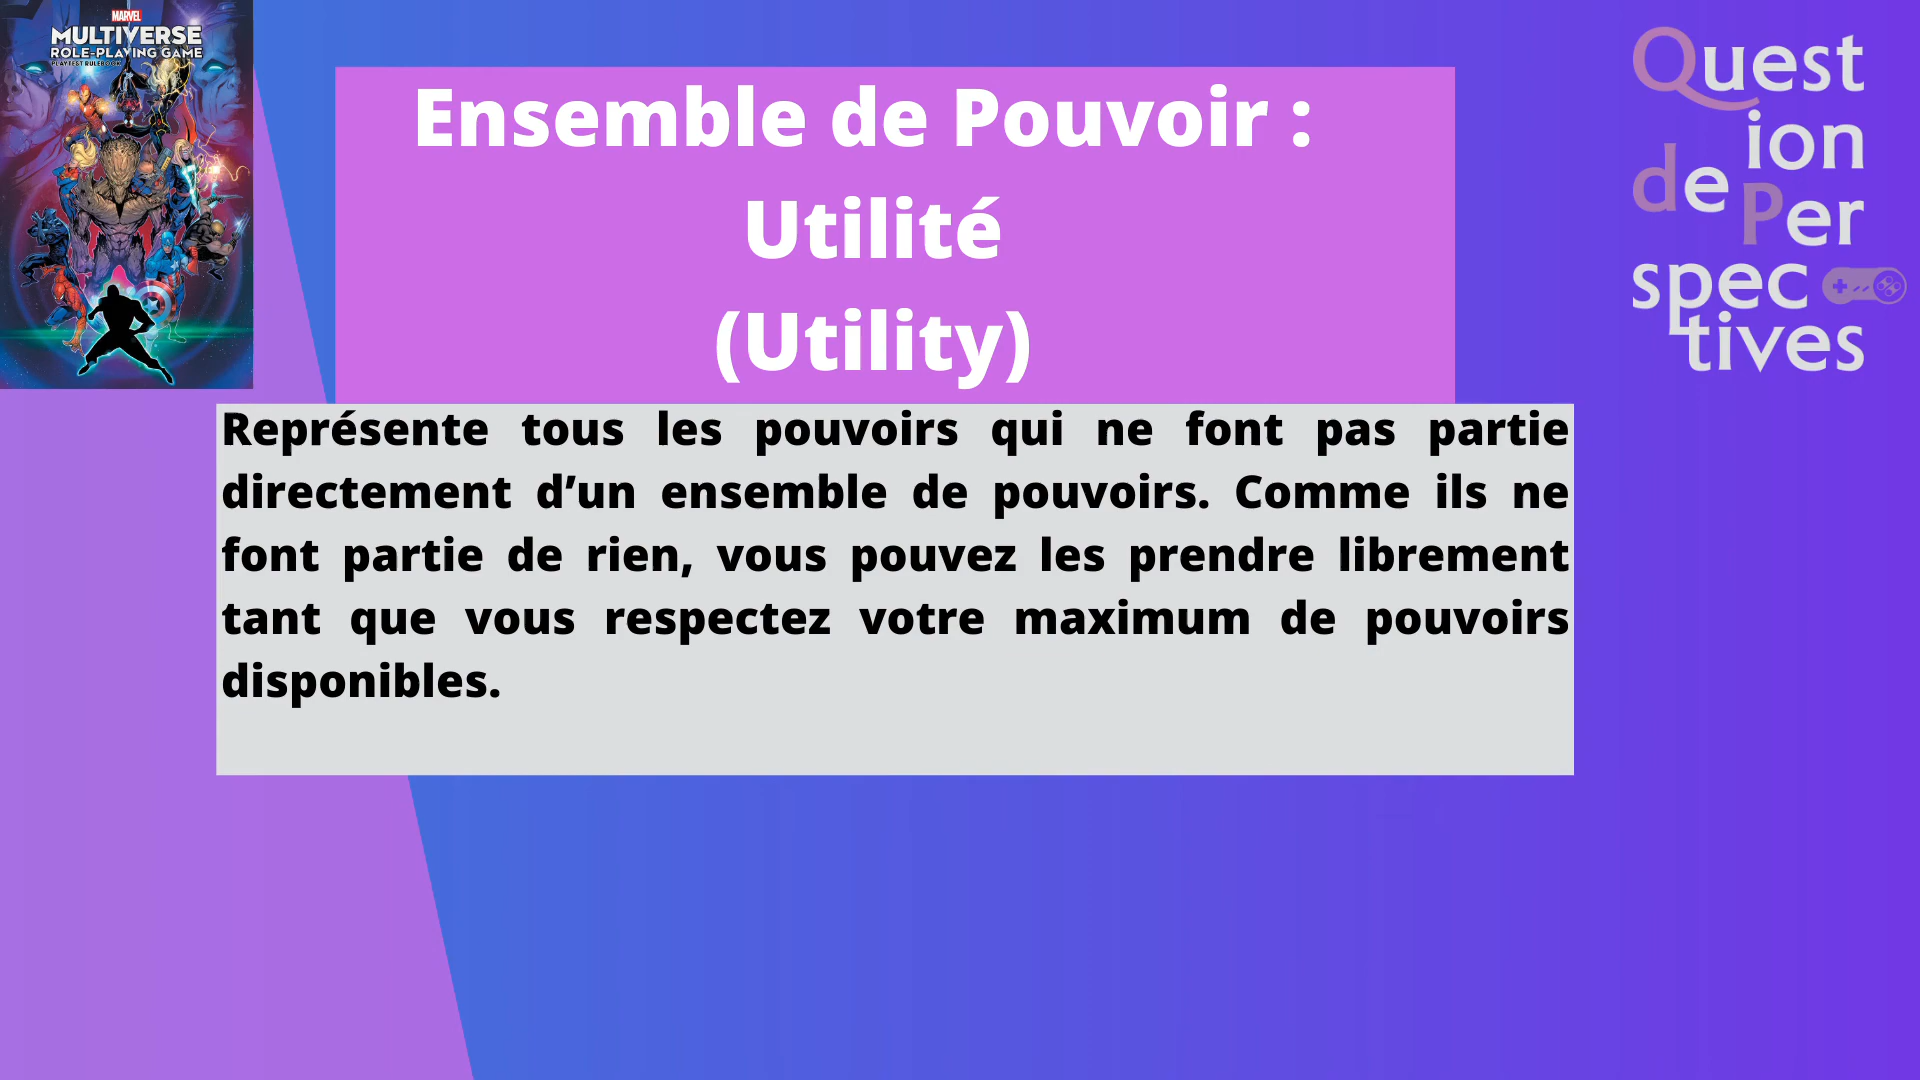 MARVEL
MULTIVERSE
ROLE-PLAYING GAME
PLAYTEST RULEBOOK
Ensemble de Pouvoir :
Utilité
(Utility)
Quest
ion
de Per
spec
tives
Représente tous les pouvoirs qui ne font pas partie
directement d’un ensemble de pouvoirs. Comme ils ne
font partie de rien, vous pouvez les prendre librement
tant que vous respectez votre maximum de pouvoirs
disponibles.